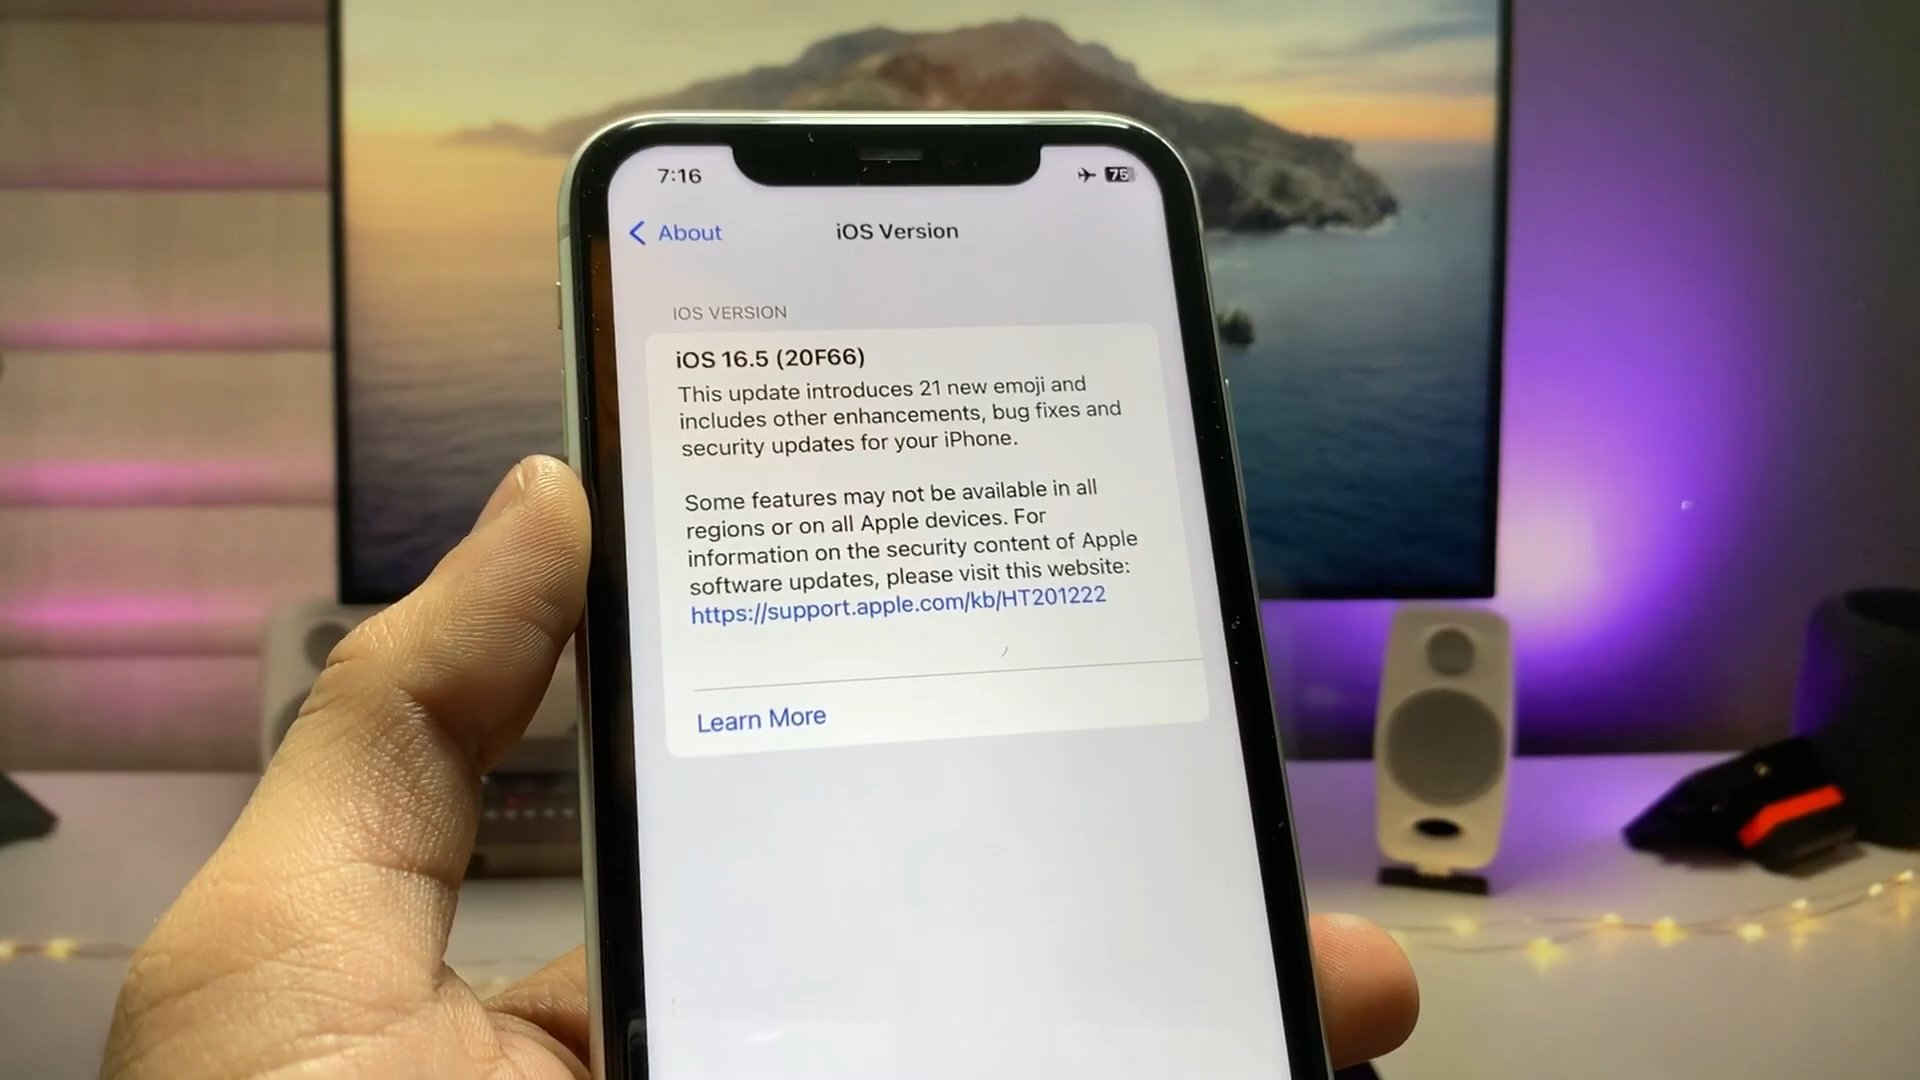 7:16
75
About
iOS Version
IOS VERSION
iOS 16.5 (20F66)
This update introduces 21 new emoji and
includes other enhancements, bug fixes and
security updates for your iPhone.
Some features may not be available in all
regions or on all Apple devices. For
information on the security content of Apple
software updates, please visit this website:
https://support.apple.com/kb/HT201222
Learn More